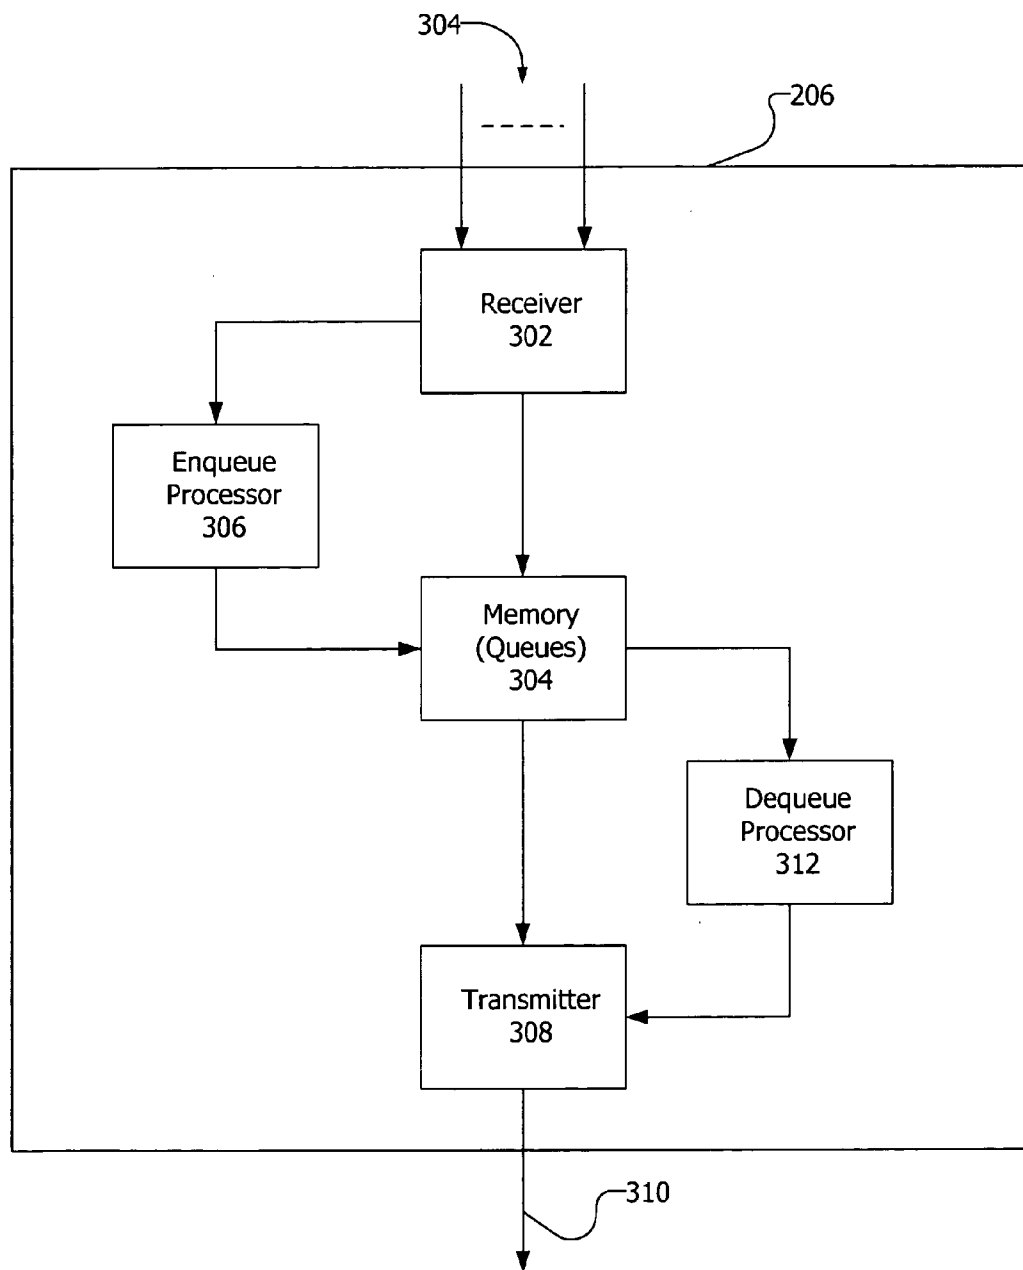 304
206
Receiver
302
Enqueue
Processor
306
Memory
(Queues)
304
Dequeue
Processor
312
Transmitter
308
310